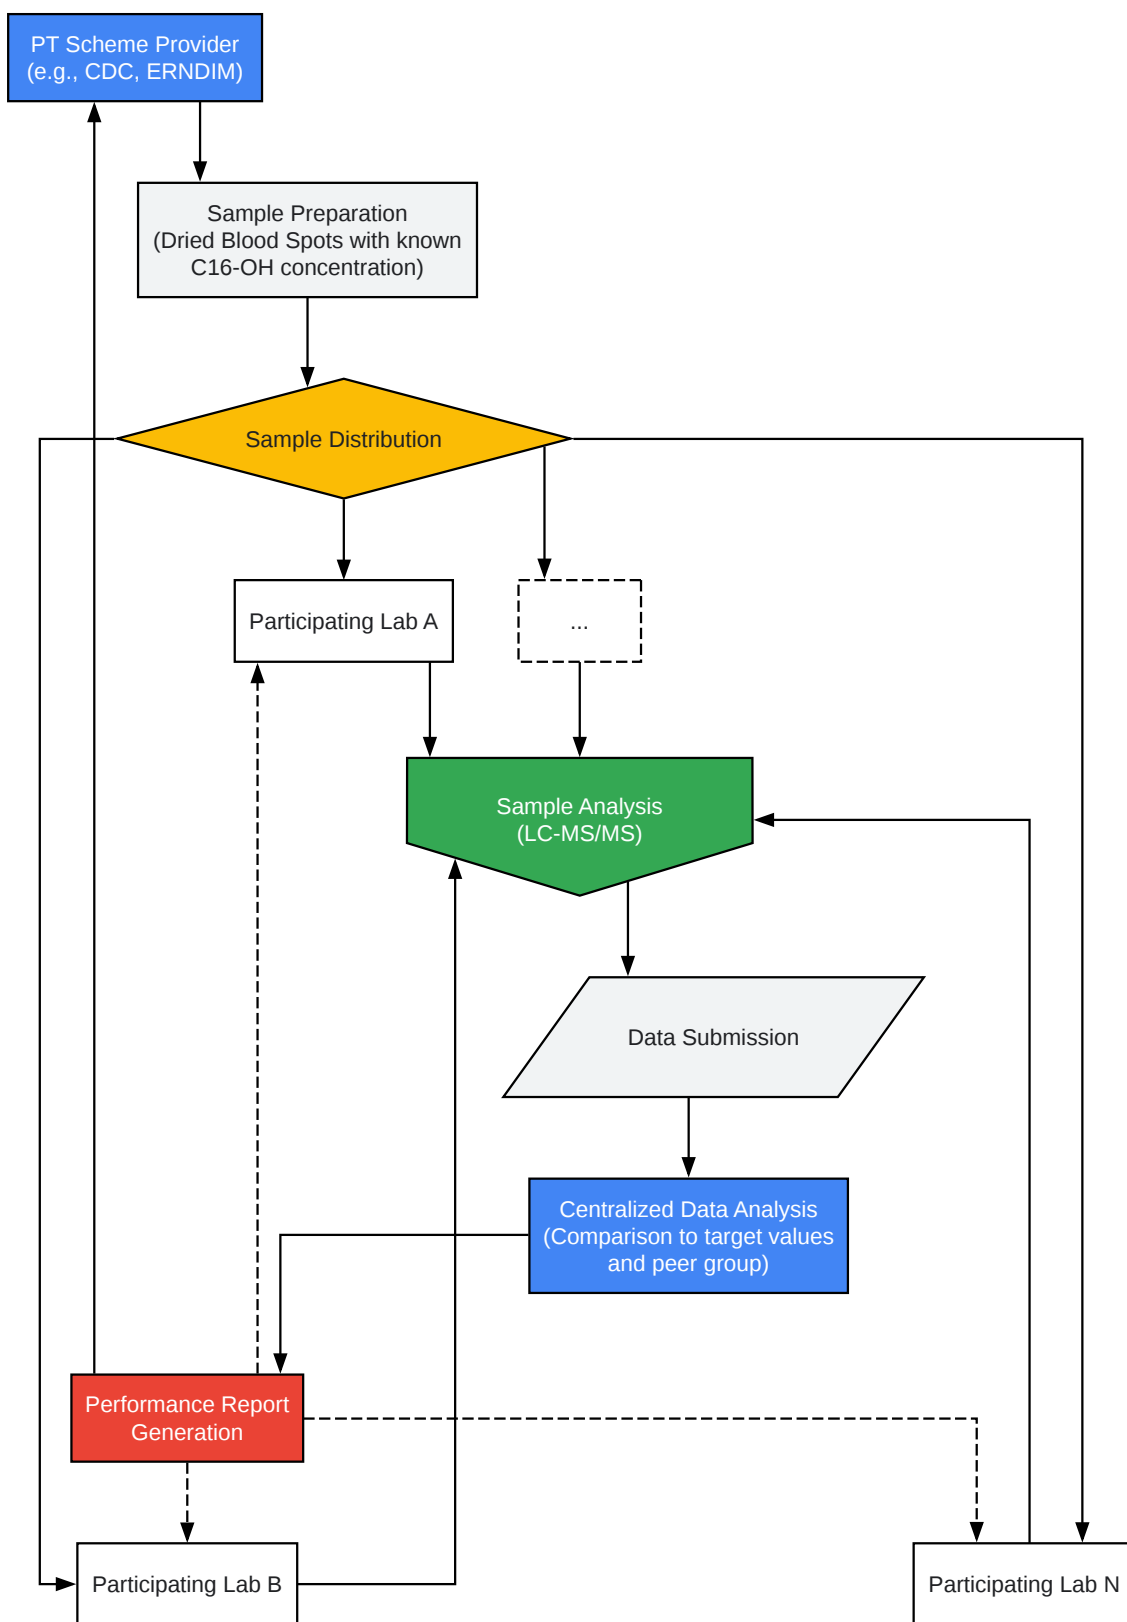 PT Scheme Provider
(e.g., CDC, ERNDIM)
Sample Preparation
(Dried Blood Spots with known
C16-OH concentration)
Sample Distribution
Participating Lab A
...
Sample Analysis
(LC-MS/MS)
Data Submission
Centralized Data Analysis
(Comparison to target values
and peer group)
Performance Report
Generation
Participating Lab B
Participating Lab N